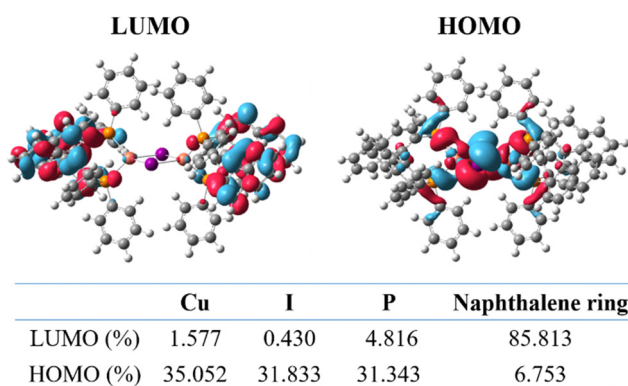 LUMO HOMO
Cu I P Naphthalene ring
LUMO (%) 1.577 0.430 4.816 85.813
HOMO (%) 35.052 31.833 31.343 6.753